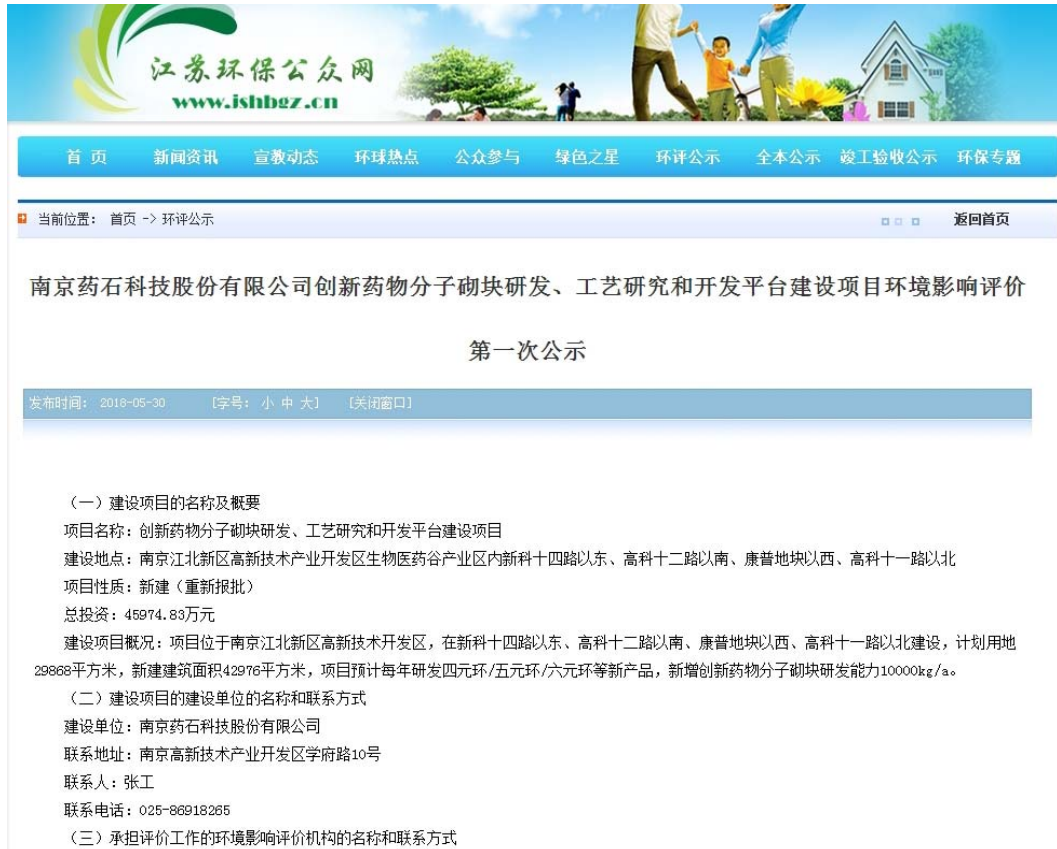 江苏环保公众网
www.jshbgz.cn
首 页 新闻资讯 宣教动态 环球热点 公众参与 绿色之星 环评公示 全本公示 竣工验收公示 环保专题
当前位置： 首页 -> 环评公示 返回首页
南京药石科技股份有限公司创新药物分子砌块研发、工艺研究和开发平台建设项目环境影响评价
第一次公示
发布时间： 2018-05-30 [字号： 小 中 大] [关闭窗口]
（一）建设项目的名称及概要
项目名称：创新药物分子砌块研发、工艺研究和开发平台建设项目
建设地点：南京江北新区高新技术产业开发区生物医药谷产业区内新科十四路以东、高科十二路以南、康普地块以西、高科十一路以北
项目性质：新建（重新报批）
总投资：45974.83万元
建设项目概况：项目位于南京江北新区高新技术开发区，在新科十四路以东、高科十二路以南、康普地块以西、高科十一路以北建设，计划用地
29868平方米，新建建筑面积42976平方米，项目预计每年研发四元环/五元环/六元环等新产品，新增创新药物分子砌块研发能力10000kg/a。
（二）建设项目的建设单位的名称和联系方式
建设单位：南京药石科技股份有限公司
联系地址：南京高新技术产业开发区学府路10号
联系人：张工
联系电话：025-86918265
（三）承担评价工作的环境影响评价机构的名称和联系方式